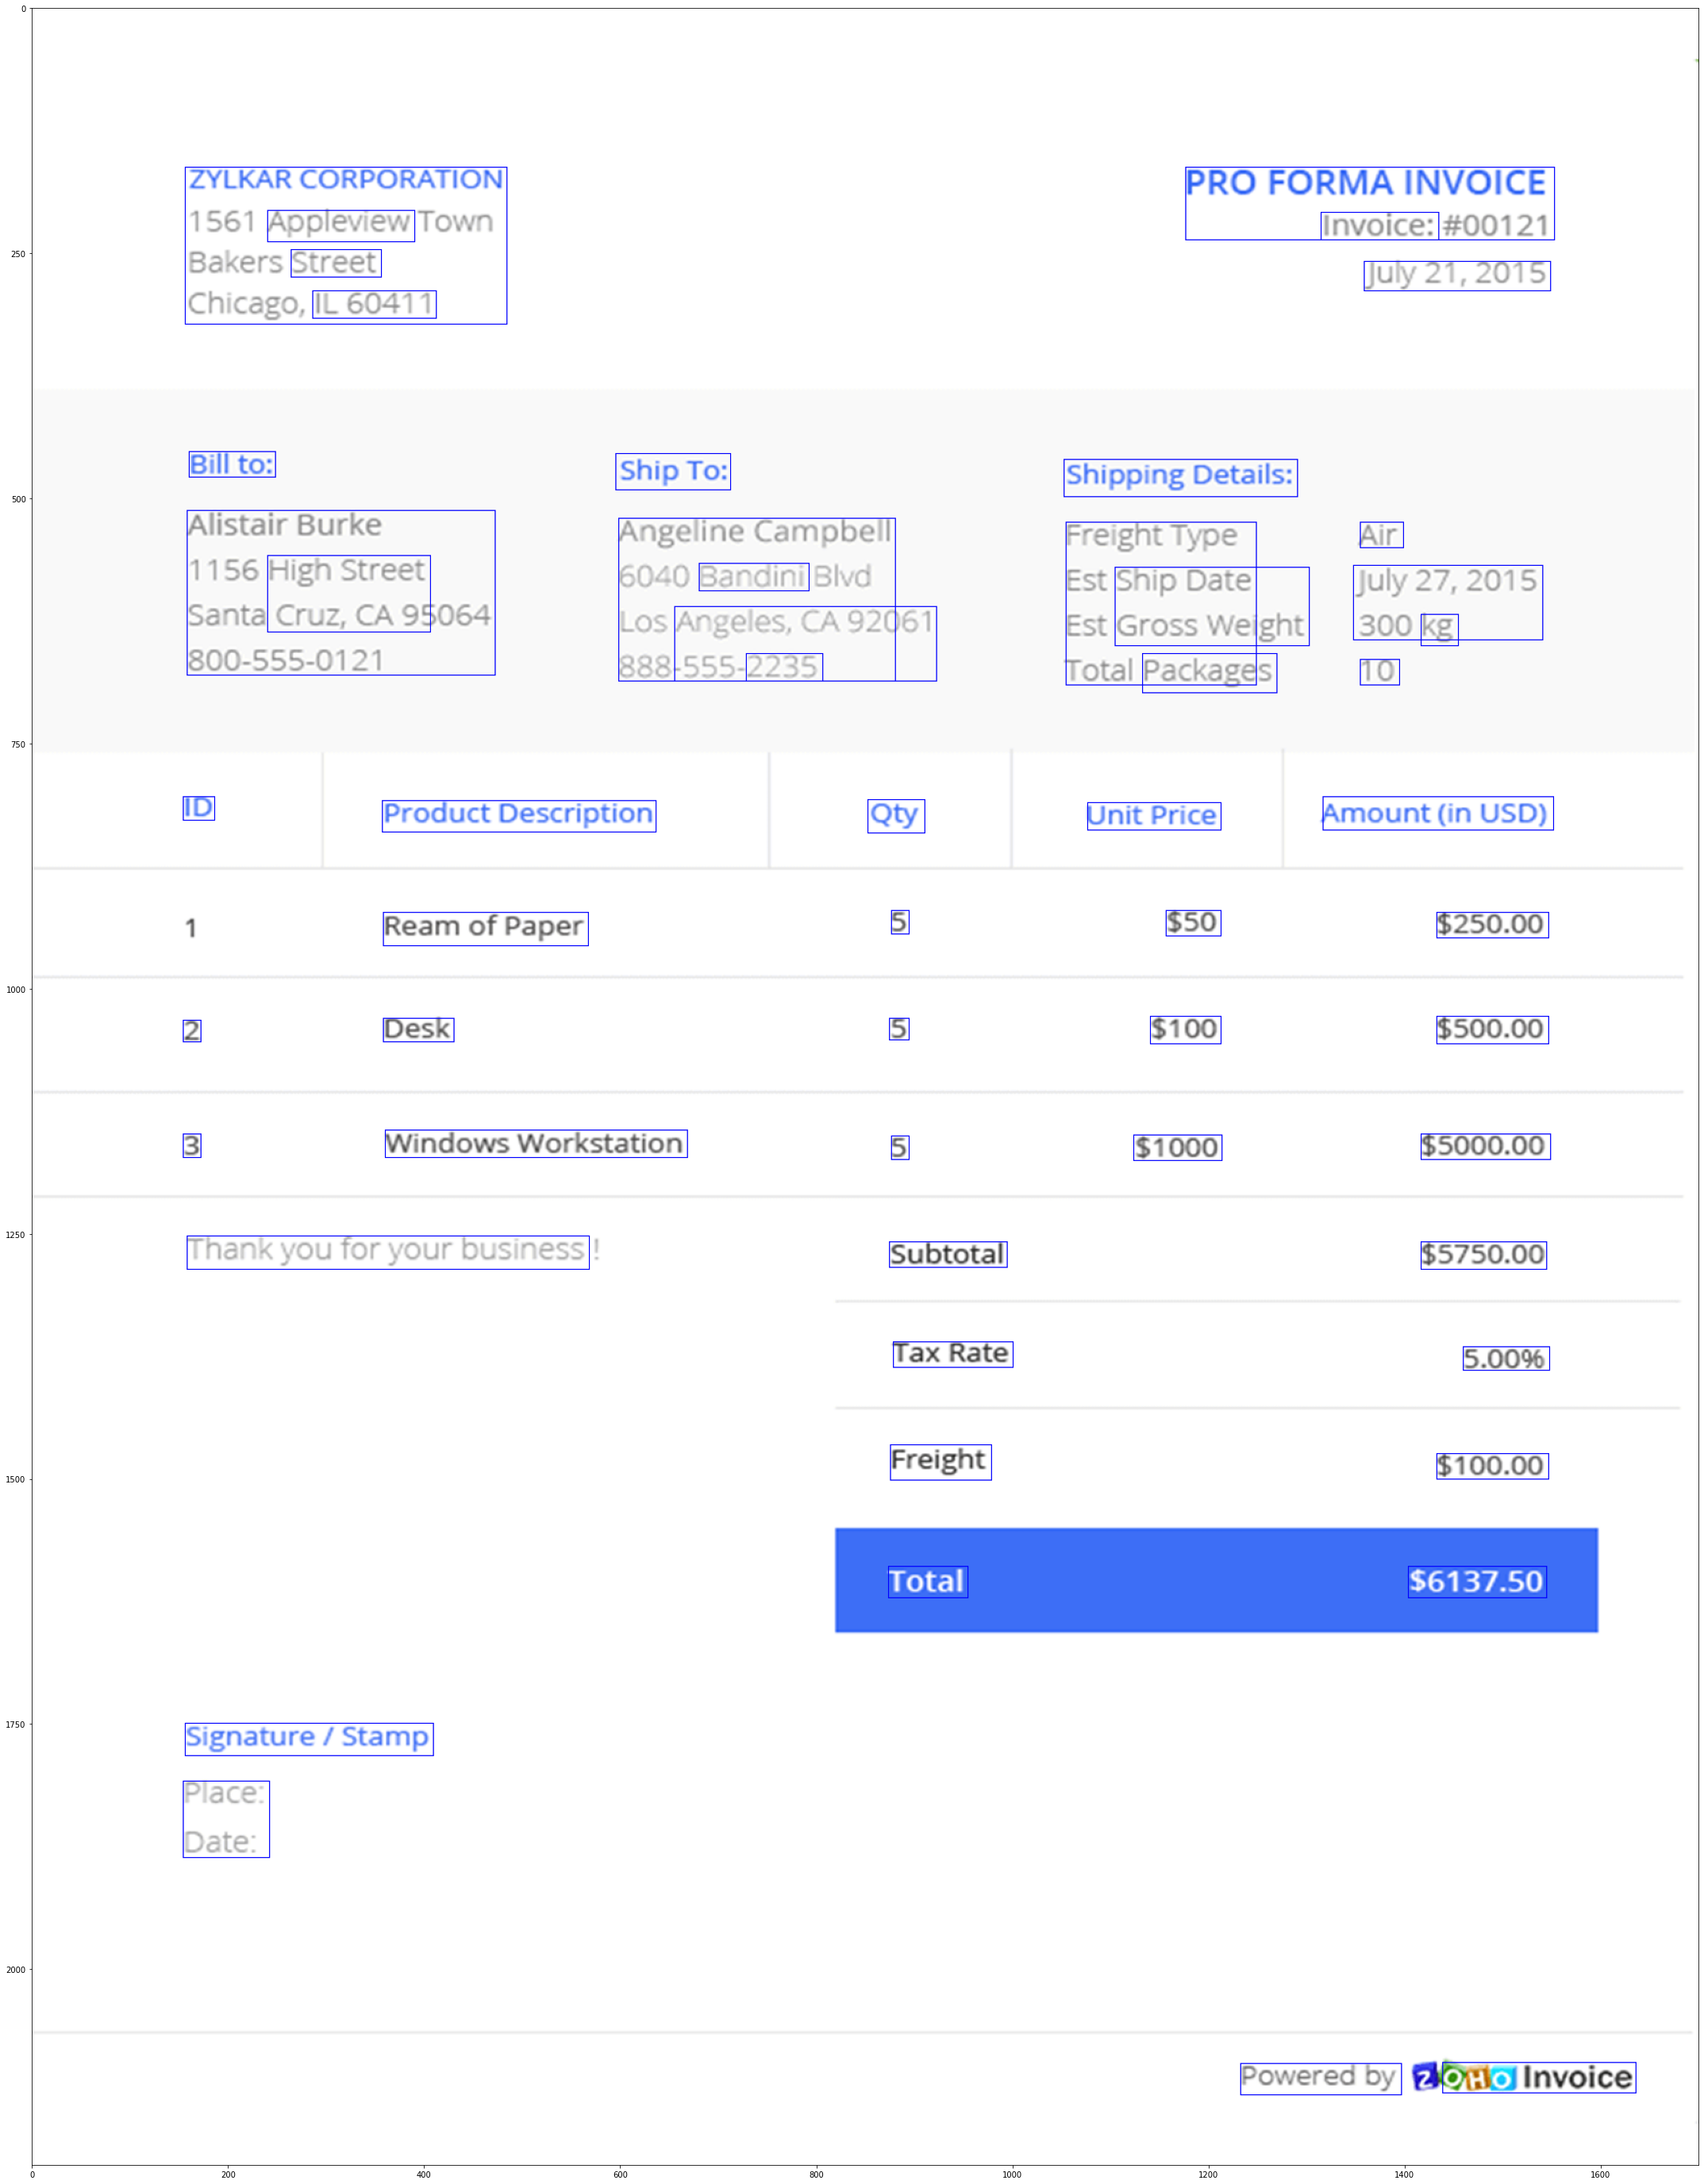 ZYLKAR CORPORATION
1561 Appleview Town
Bakers Street
Chicago, IL 60411
PRO FORMA INVOICE
Invoice: #00121
July 21, 2015
Bill to:
Alistair Burke
1156 High Street
Santa Cruz, CA 95064
800-555-0121
Ship To:
Angeline Campbell
6040 Bandini Blvd
Los Angeles, CA 92061
888-555-2235
Shipping Details:
Freight Type Air
Est Ship Date July 27, 2015
Est Gross Weight 300 kg
Total Packages 10
ID Product Description Qty Unit Price Amount (in USD)
1 Ream of Paper 5 $50 $250.00
2 Desk 5 $100 $500.00
3 Windows Workstation 5 $1000 $5000.00
Thank you for your business !
Subtotal $5750.00
Tax Rate 5.00%
Freight $100.00
Total $6137.50
Signature / Stamp
Place:
Date:
Powered by ZOHO Invoice
0
250
500
750
1000
1250
1500
1750
2000
0 200 400 600 800 1000 1200 1400 1600